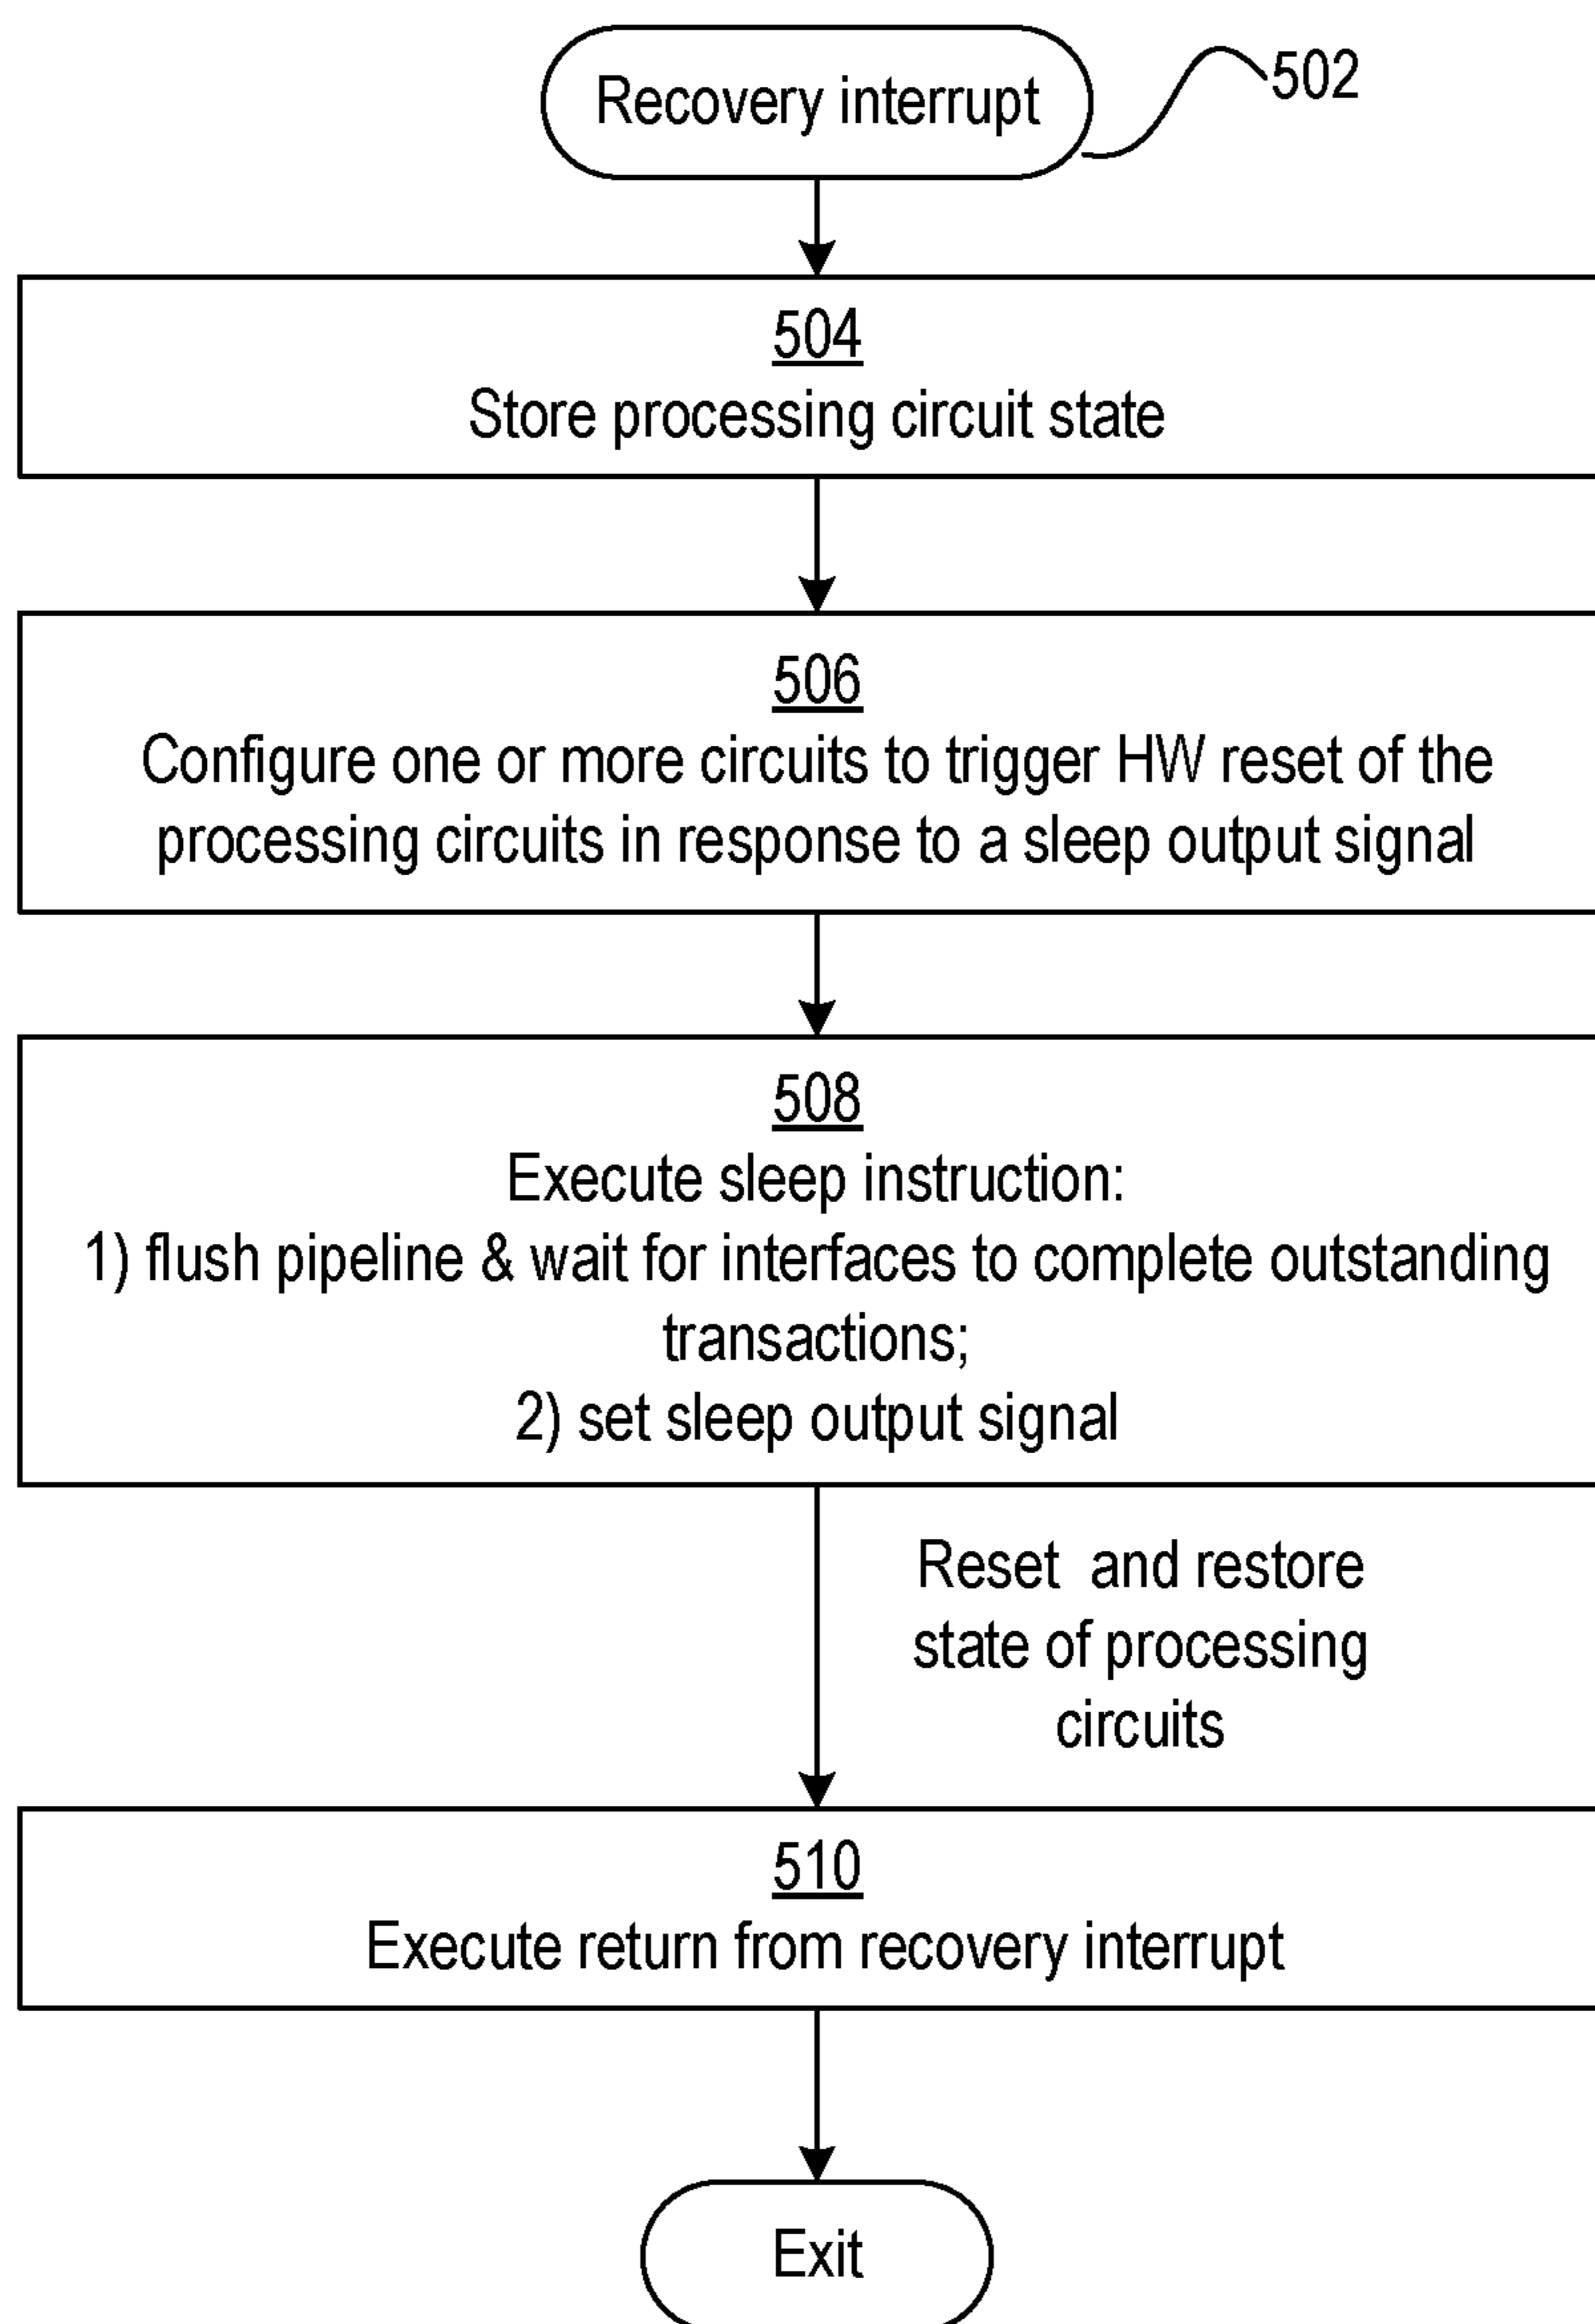 Recovery interrupt
502
504
Store processing circuit state
506
Configure one or more circuits to trigger HW reset of the
processing circuits in response to a sleep output signal
508
Execute sleep instruction:
1) flush pipeline & wait for interfaces to complete outstanding
transactions;
2) set sleep output signal
Reset and restore
state of processing
circuits
510
Execute return from recovery interrupt
Exit